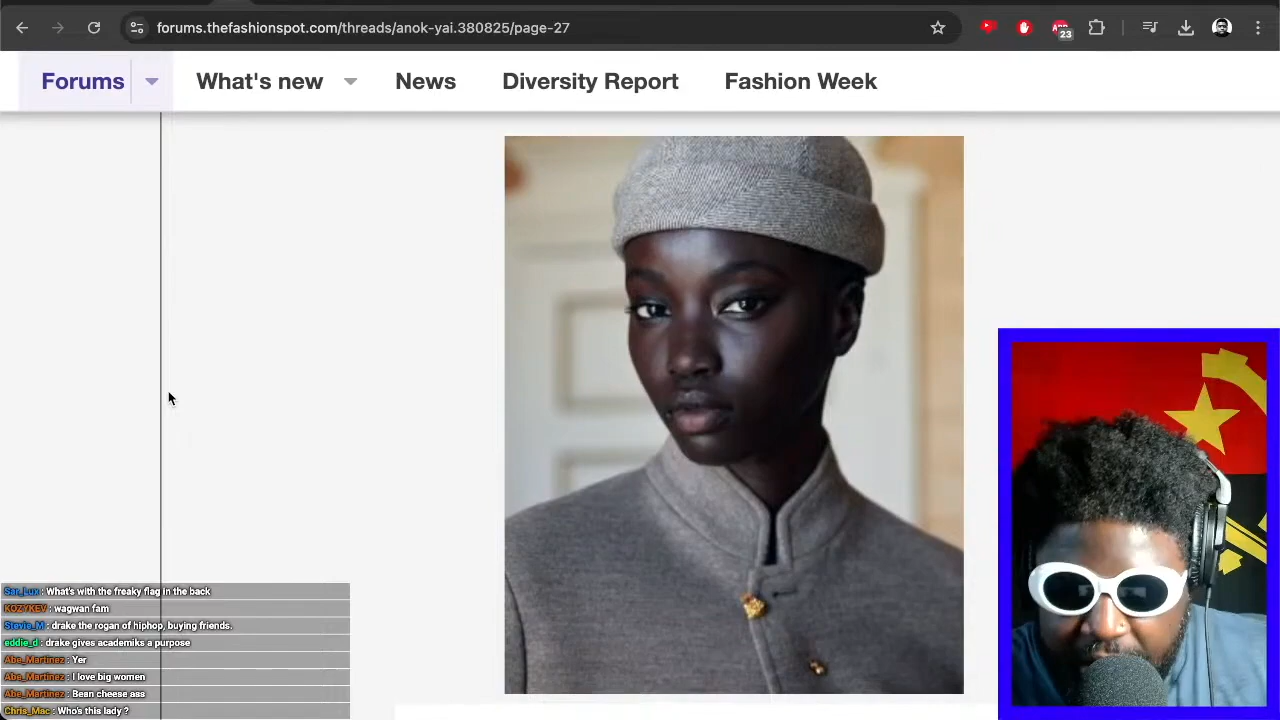 forums.thefashionspot.com/threads/anok-yai.380825/page-27
23
Forums
What's new
News
Diversity Report
Fashion Week
Sar_Lux: What's with the freaky flag in the back
KOZYKEV: wagwan fam
Stevie_M: drake the rogan of hiphop, buying friends.
eddie_d: drake gives academiks a purpose
Abe_Martinez: Yer
Abe_Martinez: I love big women
Abe_Martinez: Bean cheese ass
Chris_Mac: Who's this lady ?